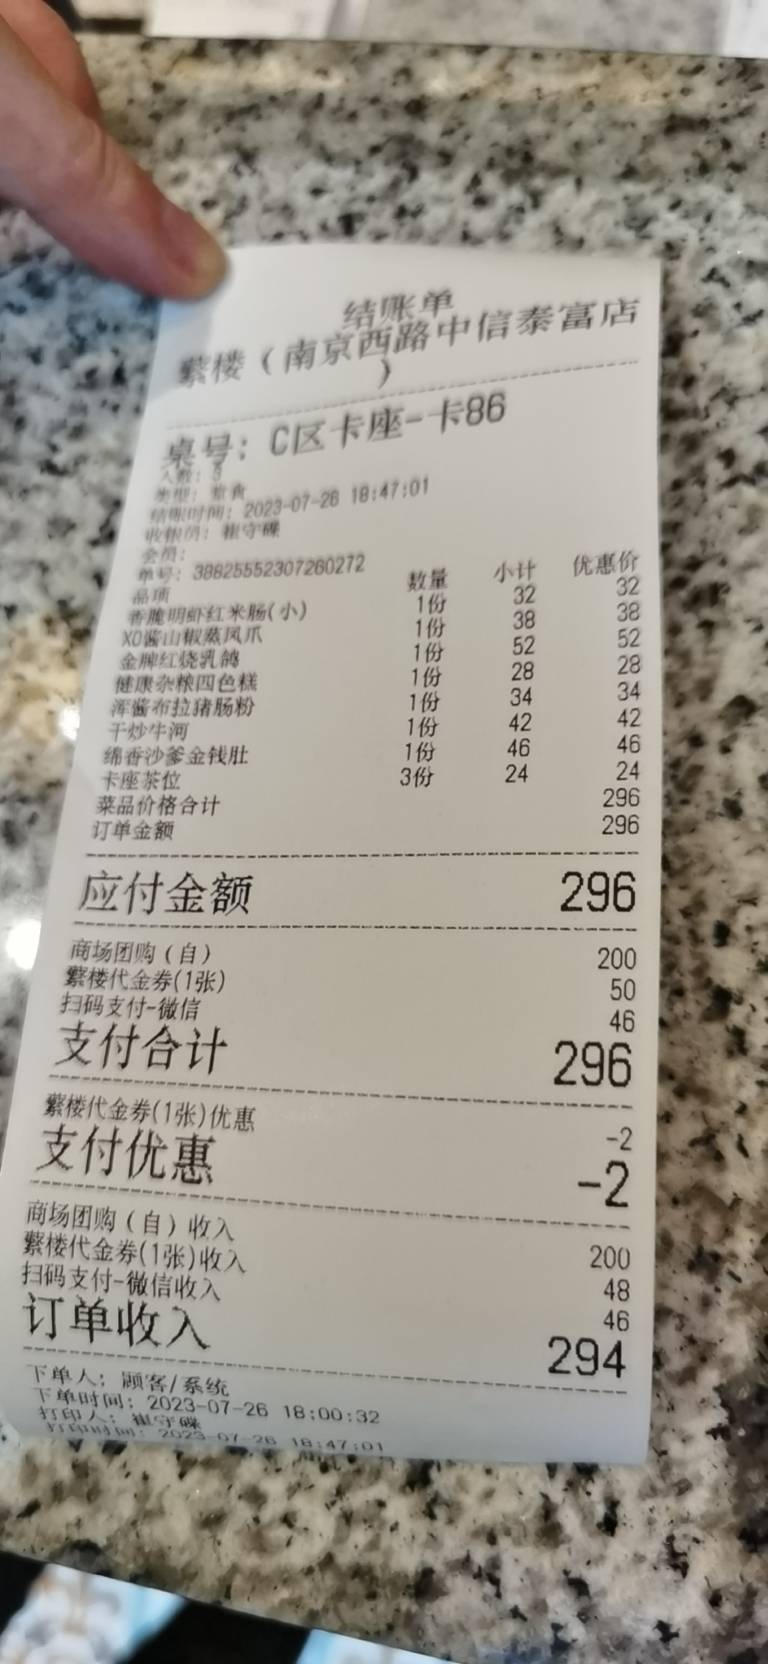 结账单
紫楼（南京西路中信泰富店
）
桌号: C区卡座-卡86
人数: 3
类型: 堂食
结账时间: 2023-07-26 18:47:01
收银员: 崔守碟
会员:
单号: 388255552307260272
品项 数量 小计 优惠价
香脆明虾红米肠(小) 1份 32 32
XO酱山椒蒸凤爪 1份 38 38
金牌红烧乳鸽 1份 52 52
健康杂粮四色糕 1份 28 28
浑酱布拉猪肠粉 1份 34 34
干炒牛河 1份 42 42
绵香沙爹金钱肚 1份 46 46
卡座茶位 3份 24 24
菜品价格合计 296
订单金额 296
应付金额 296
商场团购（自） 200
紫楼代金券(1张) 50
扫码支付-微信 46
支付合计 296
紫楼代金券(1张)优惠 -2
支付优惠 -2
商场团购（自）收入 200
紫楼代金券(1张)收入 48
扫码支付-微信收入 46
订单收入 294
下单人: 顾客/系统
下单时间: 2023-07-26 18:00:32
打印人: 崔守碟
打印时间: 2023-07-26 18:47:01